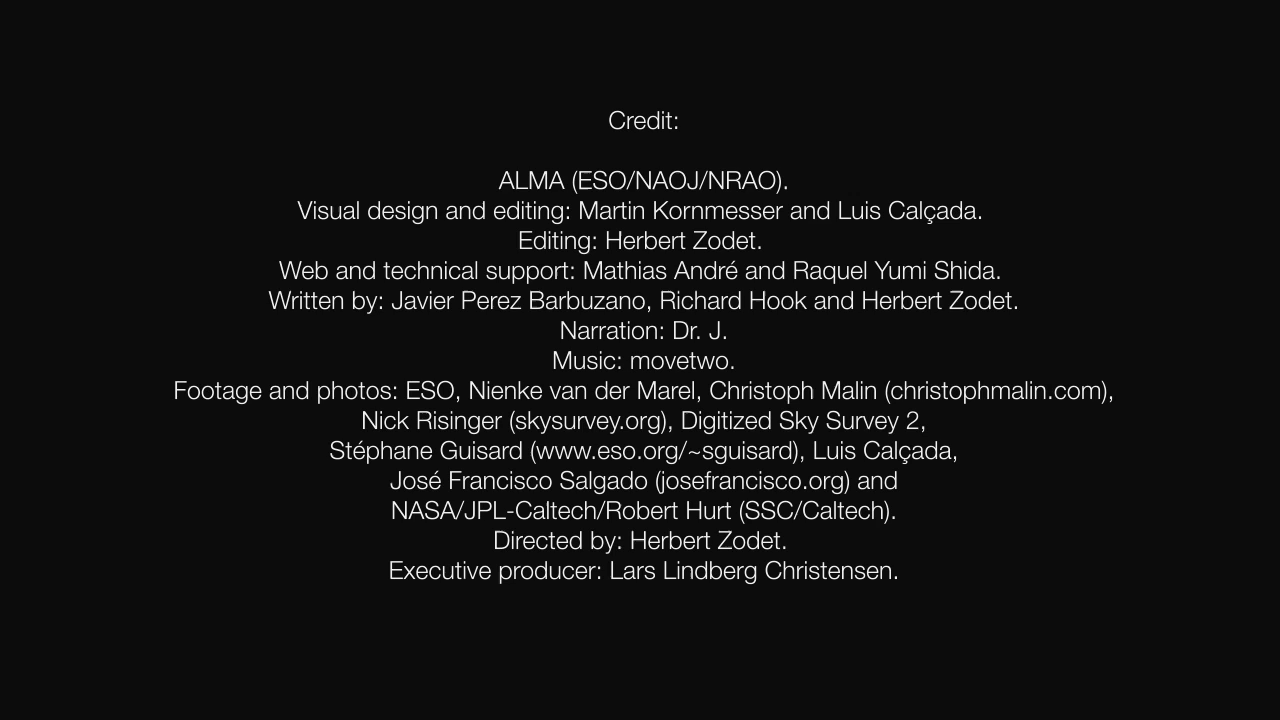 Credit:
ALMA (ESO/NAOJ/NRAO).
Visual design and editing: Martin Kornmesser and Luis Calçada.
Editing: Herbert Zodet.
Web and technical support: Mathias André and Raquel Yumi Shida.
Written by: Javier Perez Barbuzano, Richard Hook and Herbert Zodet.
Narration: Dr. J.
Music: movetwo.
Footage and photos: ESO, Nienke van der Marel, Christoph Malin (christophmalin.com),
Nick Risinger (skysurvey.org), Digitized Sky Survey 2,
Stéphane Guisard (www.eso.org/~sguisard), Luis Calçada,
José Francisco Salgado (josefrancisco.org) and
NASA/JPL-Caltech/Robert Hurt (SSC/Caltech).
Directed by: Herbert Zodet.
Executive producer: Lars Lindberg Christensen.